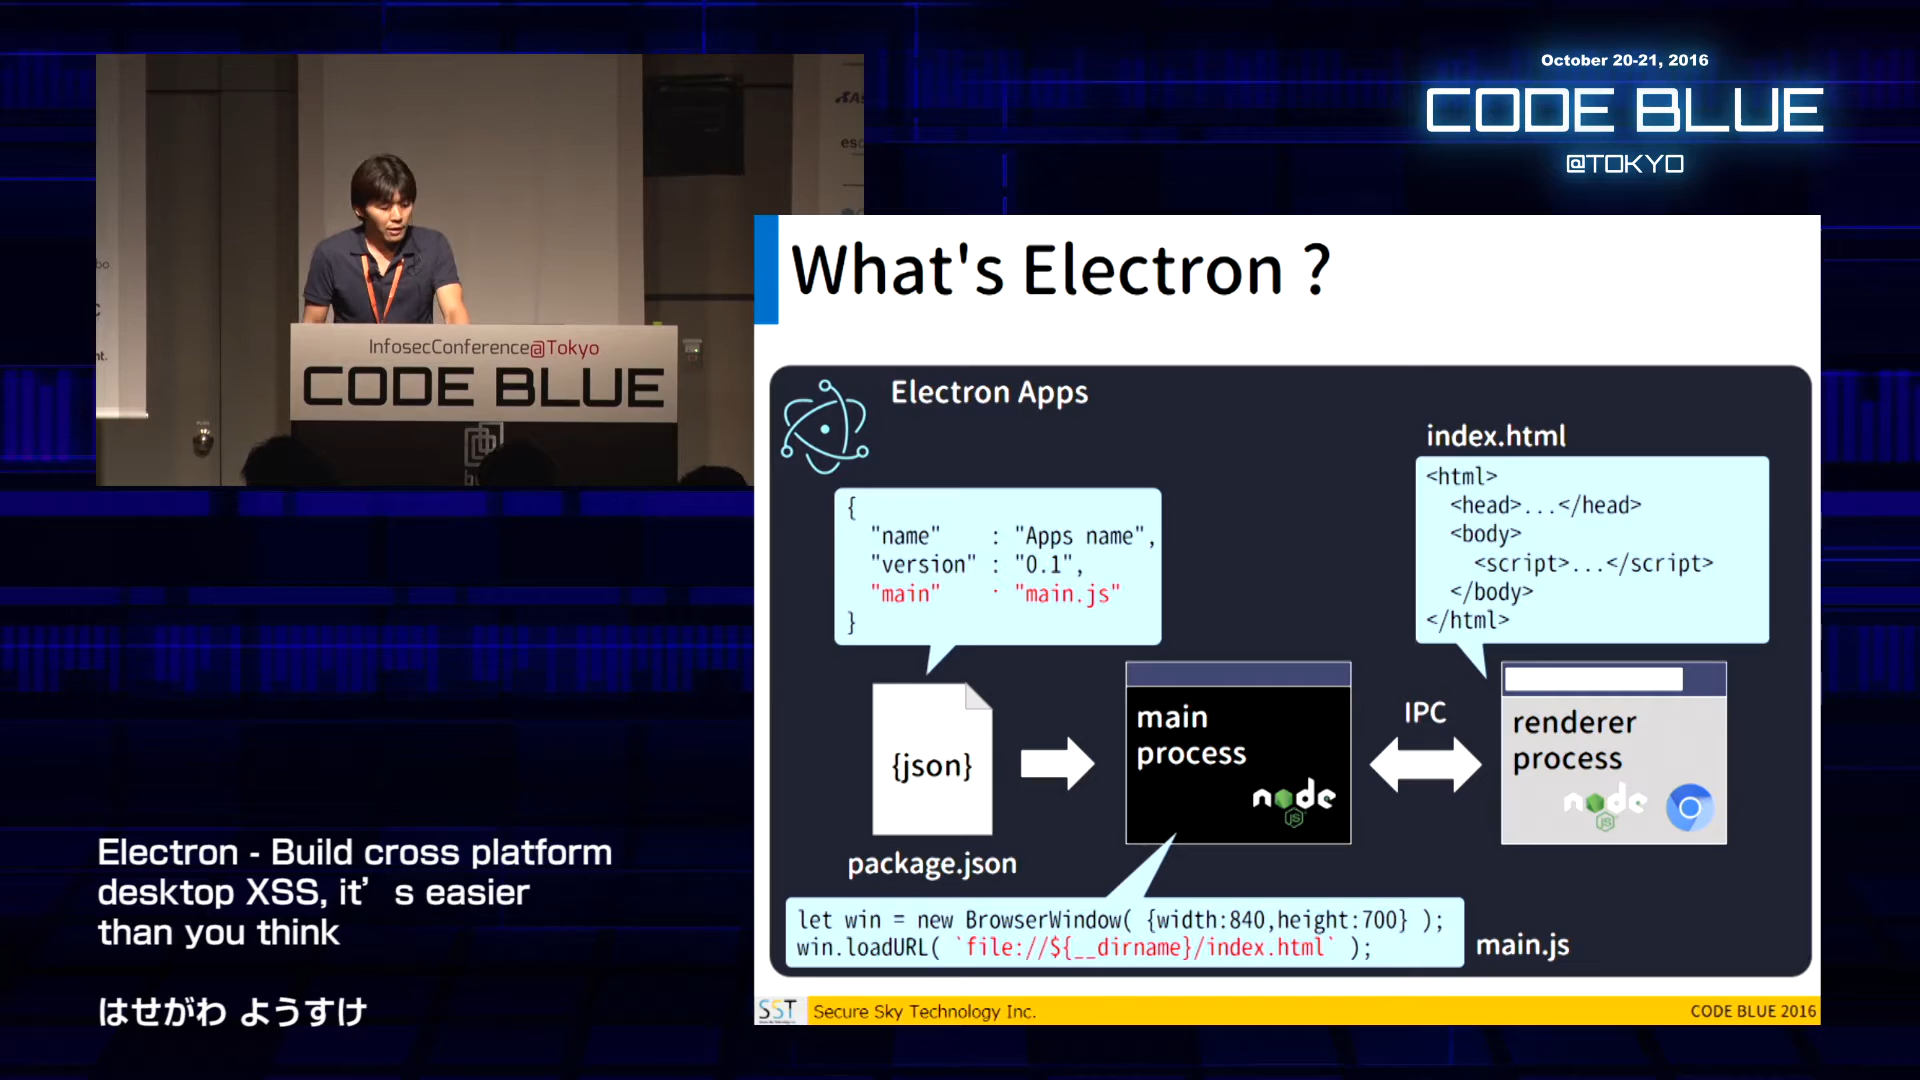 October 20-21, 2016
CODE BLUE
@TOKYO
InfosecConference@Tokyo
CODE BLUE
What's Electron ?
Electron Apps
{
"name" : "Apps name",
"version" : "0.1",
"main" : "main.js"
}
index.html
<html>
<head>...</head>
<body>
<script>...</script>
</body>
</html>
{json}
package.json
main
process
node
JS
IPC
renderer
process
node
JS
let win = new BrowserWindow( {width:840,height:700} );
win.loadURL( `file://${__dirname}/index.html` );
main.js
SST
Secure Sky Technology Inc.
CODE BLUE 2016
Electron - Build cross platform
desktop XSS, it’s easier
than you think
はせがわ ようすけ